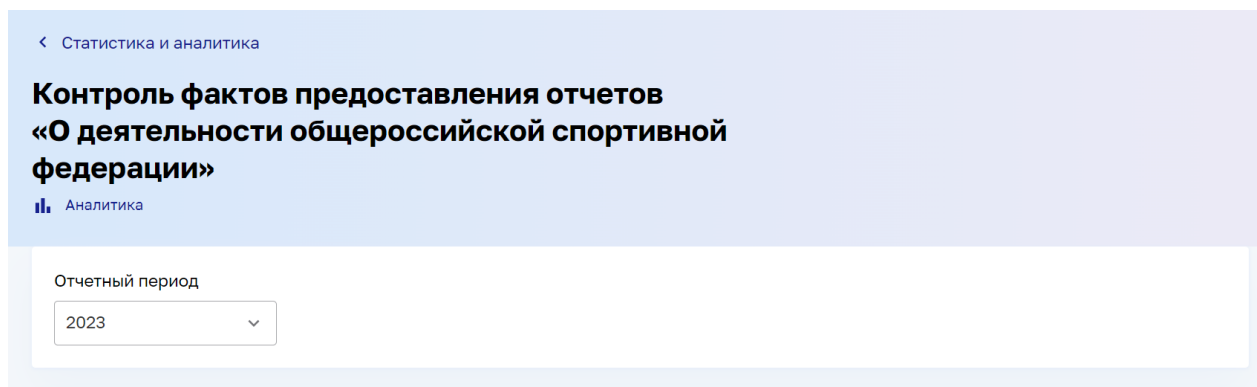 Статистика и аналитика
Контроль фактов предоставления отчетов
«О деятельности общероссийской спортивной
федерации»
Аналитика
Отчетный период
2023